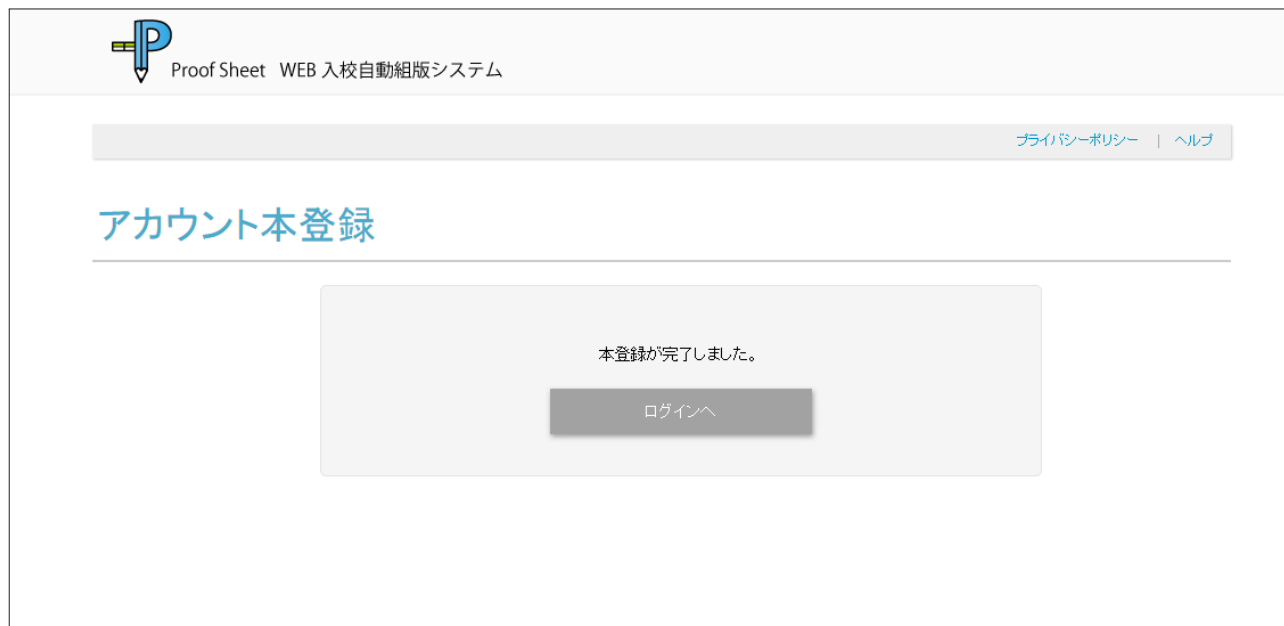 Proof Sheet WEB 入校自動組版システム
プライバシーポリシー | ヘルプ
アカウント本登録
本登録が完了しました。
ログインへ